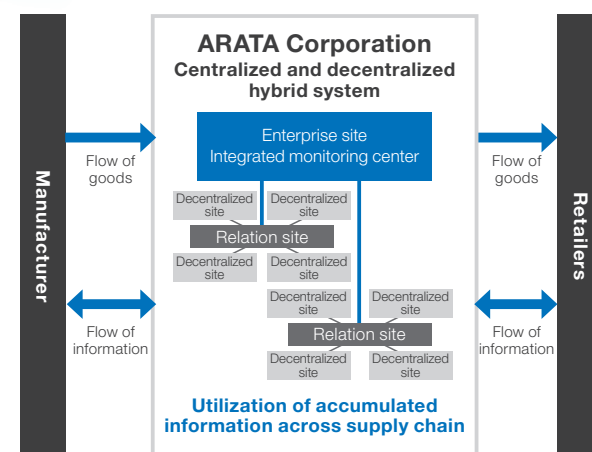 ARATA Corporation
Centralized and decentralized
hybrid system
Manufacturer
Flow of
goods
Flow of
information
Enterprise site
Integrated monitoring center
Decentralized
site
Decentralized
site
Relation site
Decentralized
site
Decentralized
site
Decentralized
site
Decentralized
site
Relation site
Decentralized
site
Decentralized
site
Utilization of accumulated
information across supply chain
Flow of
goods
Flow of
information
Retailers